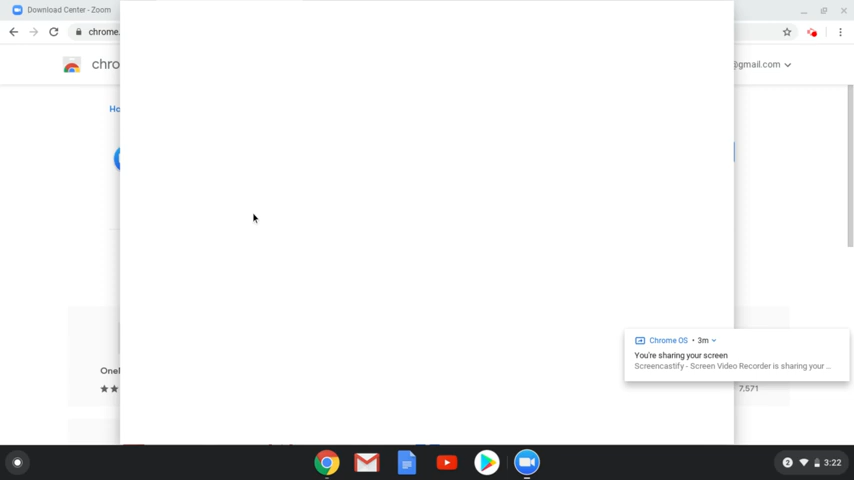 Download Center - Zoom
chrome.
chro
@gmail.com
Ho
Chrome OS • 3m
You're sharing your screen
Screencastify - Screen Video Recorder is sharing your ...
Onel
7,571
2
3:22